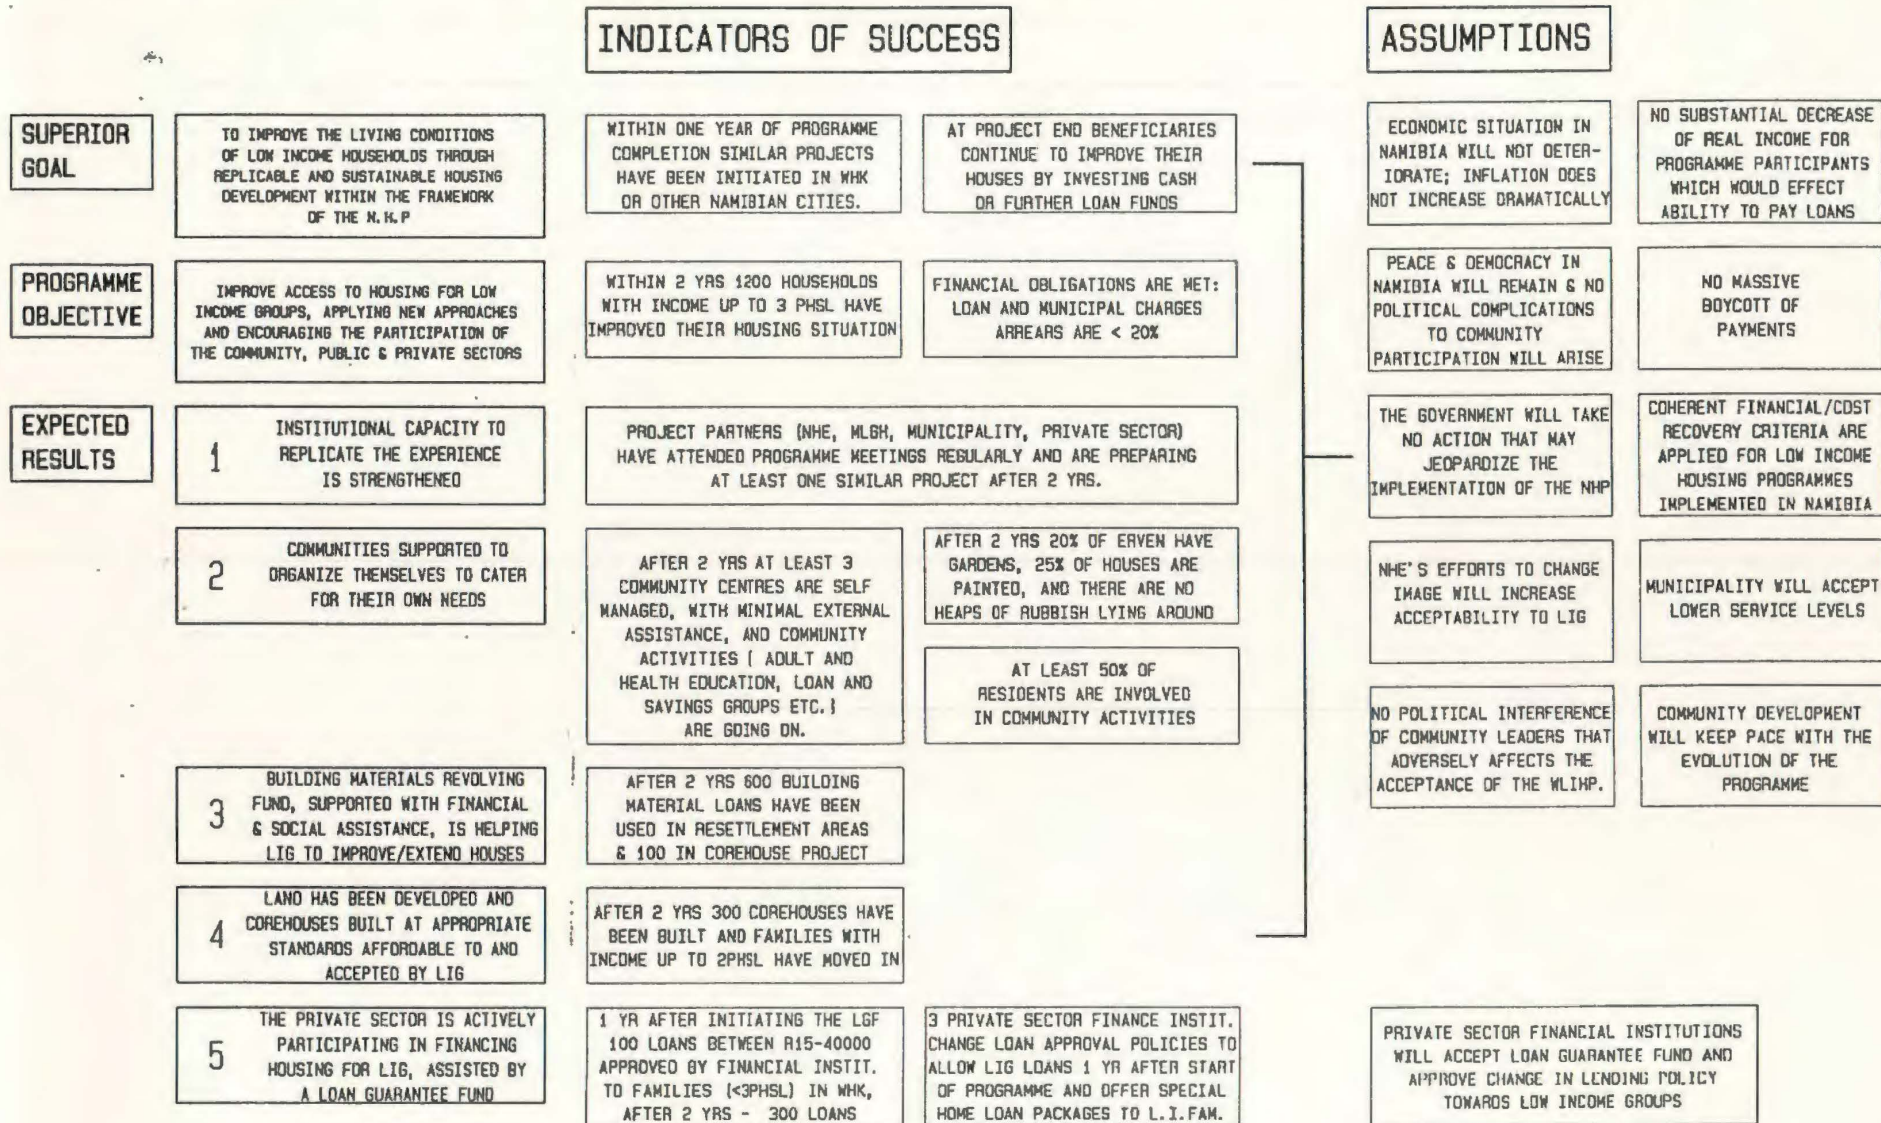 INDICATORS OF SUCCESS
ASSUMPTIONS
SUPERIOR
GOAL
TO IMPROVE THE LIVING CONDITIONS
OF LOW INCOME HOUSEHOLDS THROUGH
REPLICABLE AND SUSTAINABLE HOUSING
DEVELOPMENT WITHIN THE FRAMEWORK
OF THE N.H.P
WITHIN ONE YEAR OF PROGRAMME
COMPLETION SIMILAR PROJECTS
HAVE BEEN INITIATED IN WHK
OR OTHER NAMIBIAN CITIES.
AT PROJECT END BENEFICIARIES
CONTINUE TO IMPROVE THEIR
HOUSES BY INVESTING CASH
OR FURTHER LOAN FUNDS
ECONOMIC SITUATION IN
NAMIBIA WILL NOT DETER-
IORATE; INFLATION DOES
NOT INCREASE DRAMATICALLY
NO SUBSTANTIAL DECREASE
OF REAL INCOME FOR
PROGRAMME PARTICIPANTS
WHICH WOULD EFFECT
ABILITY TO PAY LOANS
PROGRAMME
OBJECTIVE
IMPROVE ACCESS TO HOUSING FOR LOW
INCOME GROUPS, APPLYING NEW APPROACHES
AND ENCOURAGING THE PARTICIPATION OF
THE COMMUNITY, PUBLIC & PRIVATE SECTORS
WITHIN 2 YRS 1200 HOUSEHOLDS
WITH INCOME UP TO 3 PHSL HAVE
IMPROVED THEIR HOUSING SITUATION
FINANCIAL OBLIGATIONS ARE MET:
LOAN AND MUNICIPAL CHARGES
ARREARS ARE < 20%
PEACE & DEMOCRACY IN
NAMIBIA WILL REMAIN & NO
POLITICAL COMPLICATIONS
TO COMMUNITY
PARTICIPATION WILL ARISE
NO MASSIVE
BOYCOTT OF
PAYMENTS
EXPECTED
RESULTS
1
INSTITUTIONAL CAPACITY TO
REPLICATE THE EXPERIENCE
IS STRENGTHENED
PROJECT PARTNERS (NHE, MLGH, MUNICIPALITY, PRIVATE SECTOR)
HAVE ATTENDED PROGRAMME MEETINGS REGULARLY AND ARE PREPARING
AT LEAST ONE SIMILAR PROJECT AFTER 2 YRS.
THE GOVERNMENT WILL TAKE
NO ACTION THAT MAY
JEOPARDIZE THE
IMPLEMENTATION OF THE NHP
COHERENT FINANCIAL/COST
RECOVERY CRITERIA ARE
APPLIED FOR LOW INCOME
HOUSING PROGRAMMES
IMPLEMENTED IN NAMIBIA
2
COMMUNITIES SUPPORTED TO
ORGANIZE THEMSELVES TO CATER
FOR THEIR OWN NEEDS
AFTER 2 YRS AT LEAST 3
COMMUNITY CENTRES ARE SELF
MANAGED, WITH MINIMAL EXTERNAL
ASSISTANCE, AND COMMUNITY
ACTIVITIES ( ADULT AND
HEALTH EDUCATION, LOAN AND
SAVINGS GROUPS ETC.)
ARE GOING ON.
AFTER 2 YRS 20% OF ERVEN HAVE
GARDENS, 25% OF HOUSES ARE
PAINTED, AND THERE ARE NO
HEAPS OF RUBBISH LYING AROUND
AT LEAST 50% OF
RESIDENTS ARE INVOLVED
IN COMMUNITY ACTIVITIES
NHE'S EFFORTS TO CHANGE
IMAGE WILL INCREASE
ACCEPTABILITY TO LIG
MUNICIPALITY WILL ACCEPT
LOWER SERVICE LEVELS
NO POLITICAL INTERFERENCE
OF COMMUNITY LEADERS THAT
ADVERSELY AFFECTS THE
ACCEPTANCE OF THE WLIHP.
COMMUNITY DEVELOPMENT
WILL KEEP PACE WITH THE
EVOLUTION OF THE
PROGRAMME
3
BUILDING MATERIALS REVOLVING
FUND, SUPPORTED WITH FINANCIAL
& SOCIAL ASSISTANCE, IS HELPING
LIG TO IMPROVE/EXTEND HOUSES
AFTER 2 YRS 600 BUILDING
MATERIAL LOANS HAVE BEEN
USED IN RESETTLEMENT AREAS
& 100 IN COREHOUSE PROJECT
4
LAND HAS BEEN DEVELOPED AND
COREHOUSES BUILT AT APPROPRIATE
STANDARDS AFFORDABLE TO AND
ACCEPTED BY LIG
AFTER 2 YRS 300 COREHOUSES HAVE
BEEN BUILT AND FAMILIES WITH
INCOME UP TO 2PHSL HAVE MOVED IN
5
THE PRIVATE SECTOR IS ACTIVELY
PARTICIPATING IN FINANCING
HOUSING FOR LIG, ASSISTED BY
A LOAN GUARANTEE FUND
1 YR AFTER INITIATING THE LGF
100 LOANS BETWEEN R15-40000
APPROVED BY FINANCIAL INSTIT.
TO FAMILIES (<3PHSL) IN WHK,
AFTER 2 YRS - 300 LOANS
3 PRIVATE SECTOR FINANCE INSTIT.
CHANGE LOAN APPROVAL POLICIES TO
ALLOW LIG LOANS 1 YR AFTER START
OF PROGRAMME AND OFFER SPECIAL
HOME LOAN PACKAGES TO L.I.FAM.
PRIVATE SECTOR FINANCIAL INSTITUTIONS
WILL ACCEPT LOAN GUARANTEE FUND AND
APPROVE CHANGE IN LENDING POLICY
TOWARDS LOW INCOME GROUPS